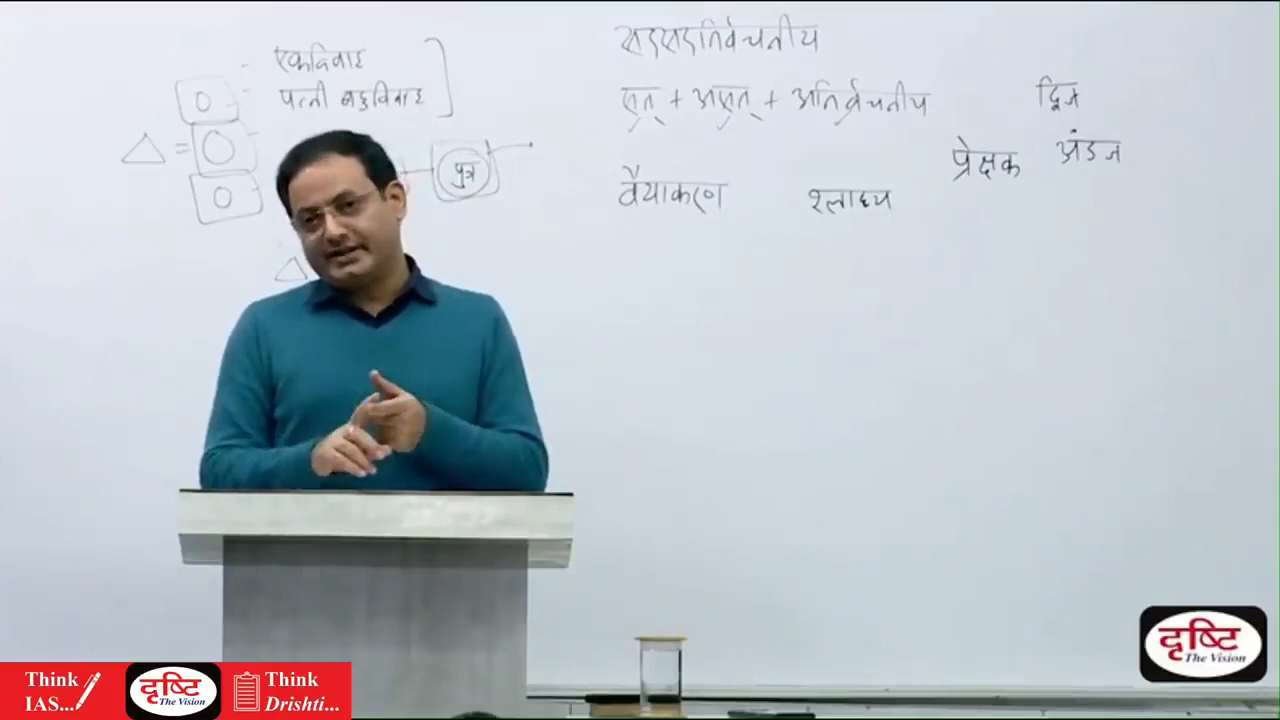 एकविवाह
पत्नी बहुविवाह
पुत्र
सदसदनिर्वचनीय
सत् + असत् + अनिर्वचनीय
द्विज
प्रेक्षक
अंडज
वैयाकरण
श्लाघ्य
दृष्टि
The Vision
Think
IAS...
दृष्टि
The Vision
Think
Drishti...